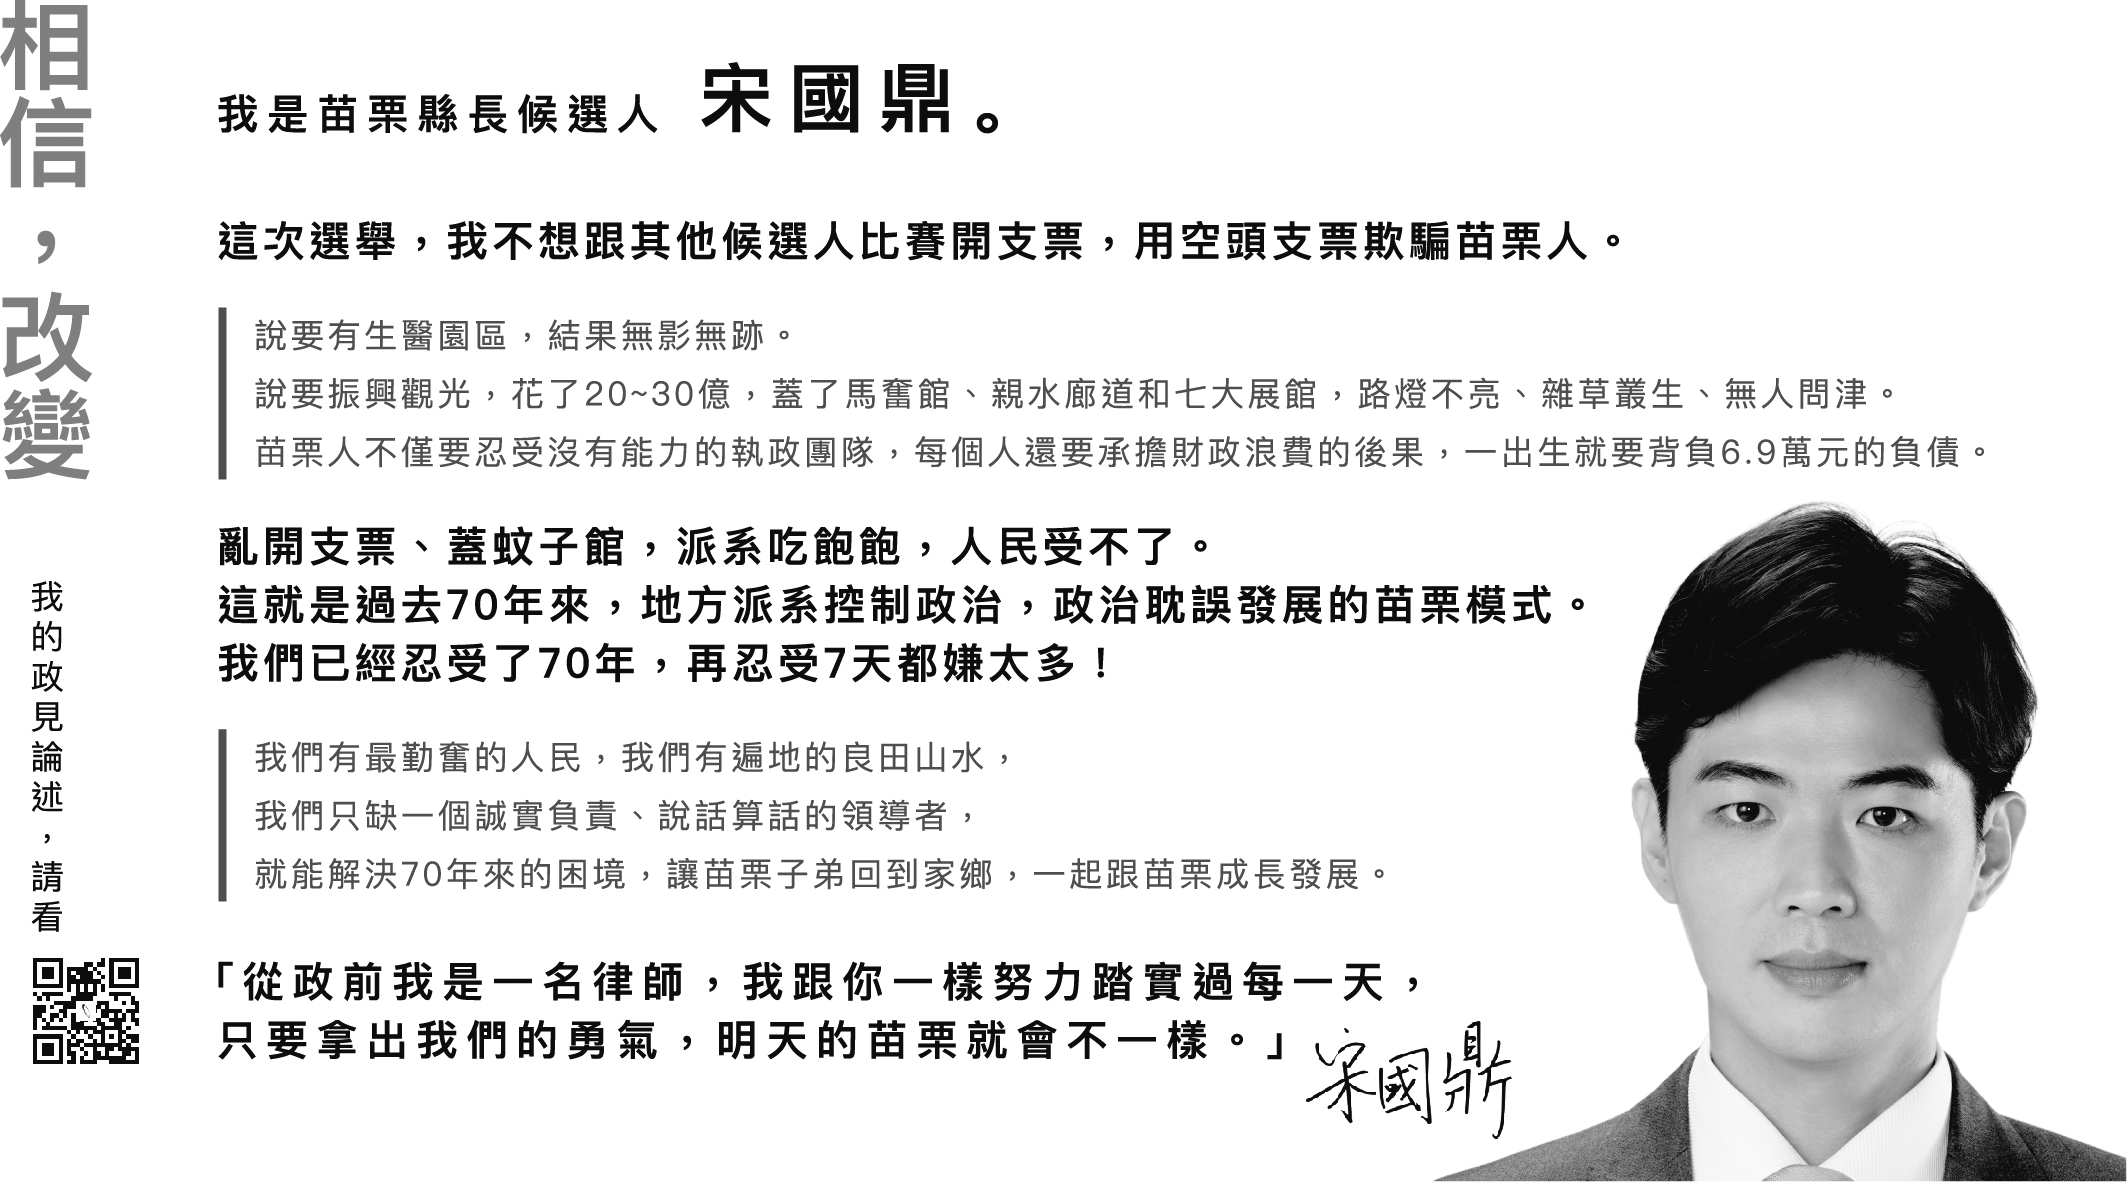 相信，改變
我的政見論述，請看
我是苗栗縣長候選人 宋國鼎。
這次選舉，我不想跟其他候選人比賽開支票，用空頭支票欺騙苗栗人。
說要有生醫園區，結果無影無跡。
說要振興觀光，花了20~30億，蓋了馬奮館、親水廊道和七大展館，路燈不亮、雜草叢生、無人問津。
苗栗人不僅要忍受沒有能力的執政團隊，每個人還要承擔財政浪費的後果，一出生就要背負6.9萬元的負債。
亂開支票、蓋蚊子館，派系吃飽飽，人民受不了。
這就是過去70年來，地方派系控制政治，政治耽誤發展的苗栗模式。
我們已經忍受了70年，再忍受7天都嫌太多！
我們有最勤奮的人民，我們有遍地的良田山水，
我們只缺一個誠實負責、說話算話的領導者，
就能解決70年來的困境，讓苗栗子弟回到家鄉，一起跟苗栗成長發展。
「從政前我是一名律師，我跟你一樣努力踏實過每一天，
只要拿出我們的勇氣，明天的苗栗就會不一樣。」
宋國鼎